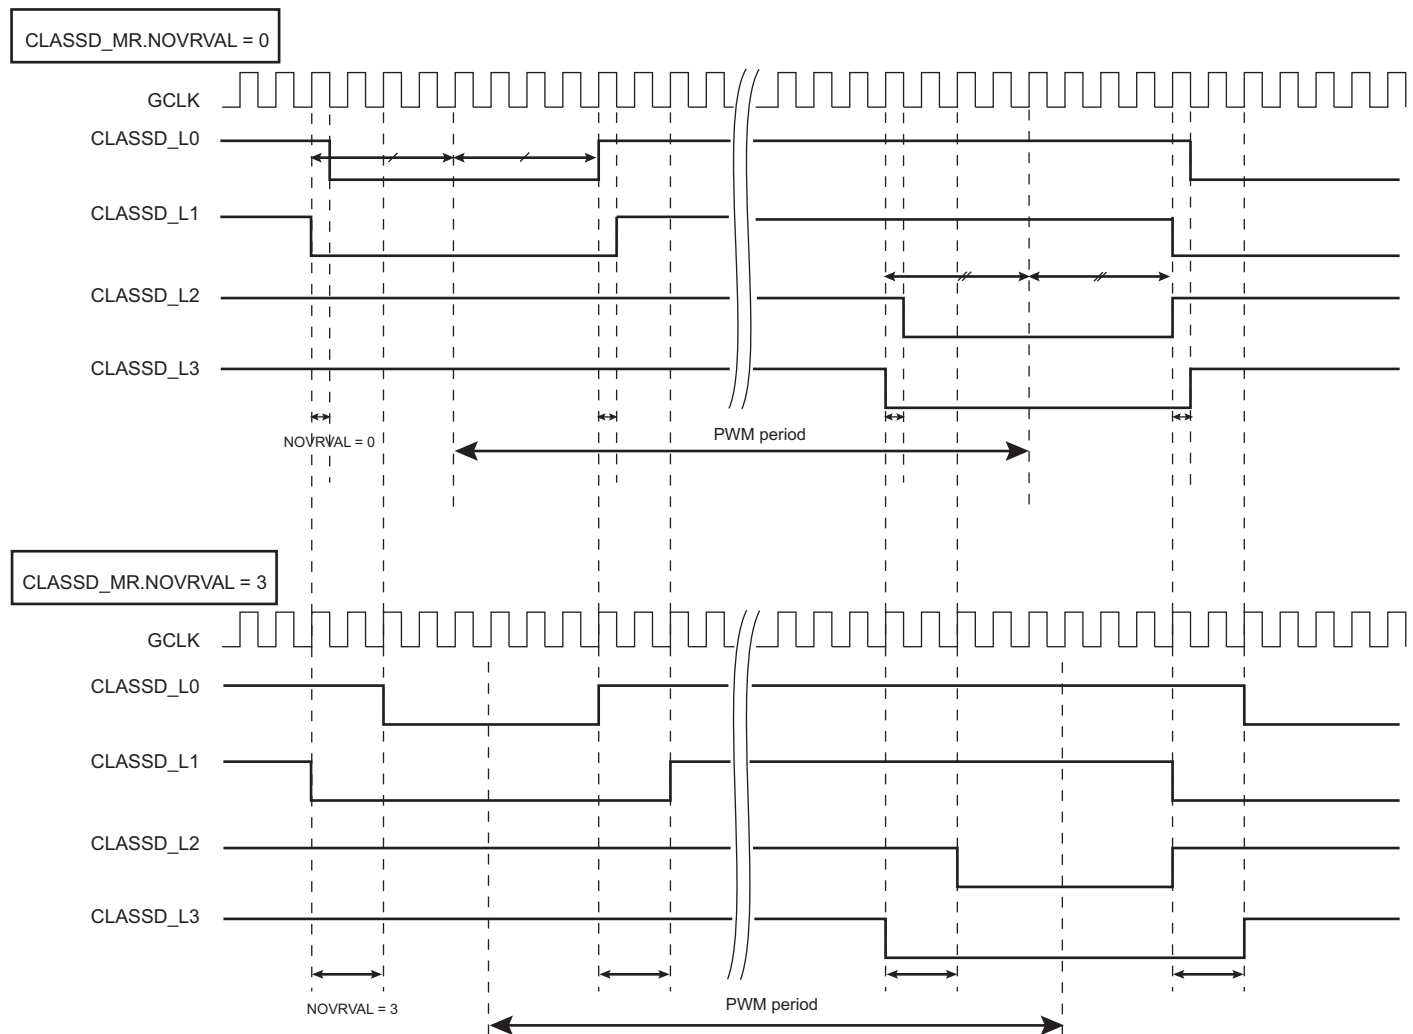 CLASSD_MR.NOVRVAL = 0
GCLK
CLASSD_L0
CLASSD_L1
CLASSD_L2
CLASSD_L3
NOVRVAL = 0
PWM period
CLASSD_MR.NOVRVAL = 3
GCLK
CLASSD_L0
CLASSD_L1
CLASSD_L2
CLASSD_L3
NOVRVAL = 3
PWM period